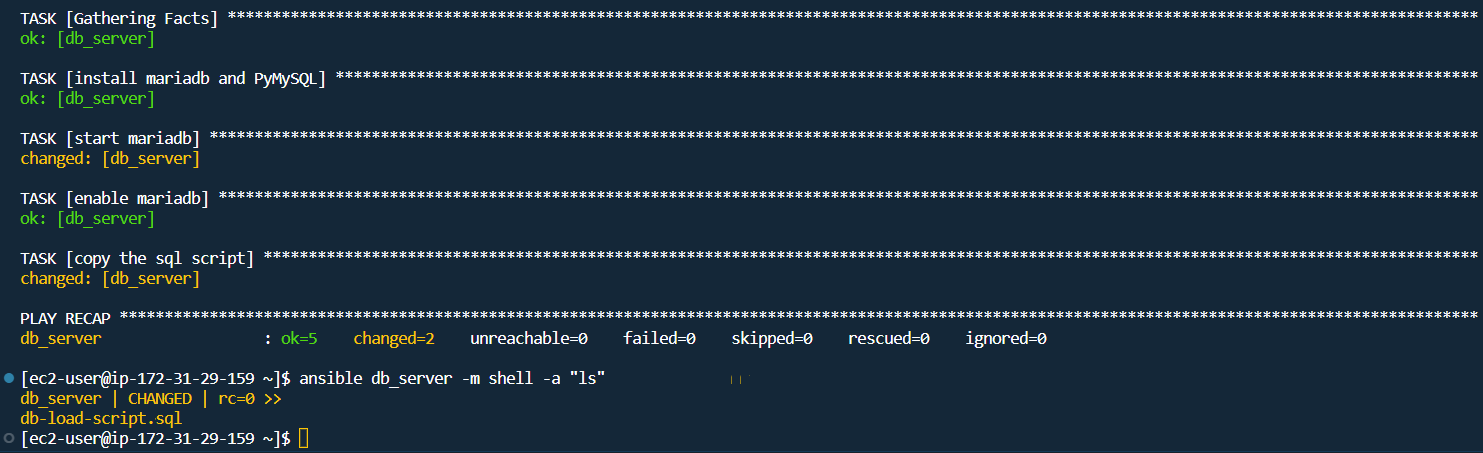 TASK [Gathering Facts] *******************************************************************************************************************************************
ok: [db_server]
TASK [install mariadb and PyMySQL] *******************************************************************************************************************************
ok: [db_server]
TASK [start mariadb] *********************************************************************************************************************************************
changed: [db_server]
TASK [enable mariadb] ********************************************************************************************************************************************
ok: [db_server]
TASK [copy the sql script] ***************************************************************************************************************************************
changed: [db_server]
PLAY RECAP *******************************************************************************************************************************************************
db_server                  : ok=5    changed=2    unreachable=0    failed=0    skipped=0    rescued=0    ignored=0
[ec2-user@ip-172-31-29-159 ~]$ ansible db_server -m shell -a "ls"
db_server | CHANGED | rc=0 >>
db-load-script.sql
[ec2-user@ip-172-31-29-159 ~]$